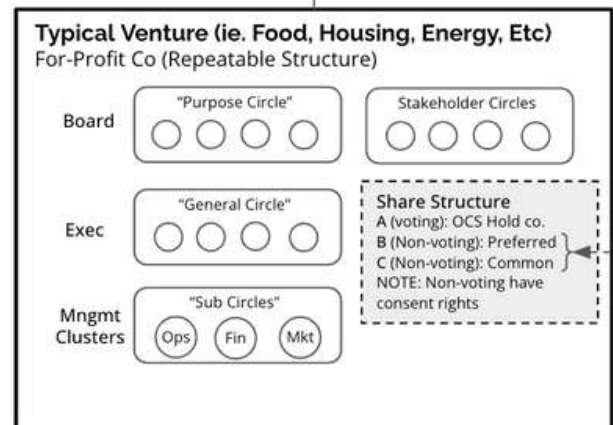 Typical Venture (ie. Food, Housing, Energy, Etc)
For-Profit Co (Repeatable Structure)
Board
"Purpose Circle"
Stakeholder Circles
Exec
"General Circle"
Share Structure
A (voting): OCS Hold co.
B (Non-voting): Preferred
C (Non-voting): Common
NOTE: Non-voting have
consent rights
Mngmt
Clusters
"Sub Circles"
Ops Fin Mkt